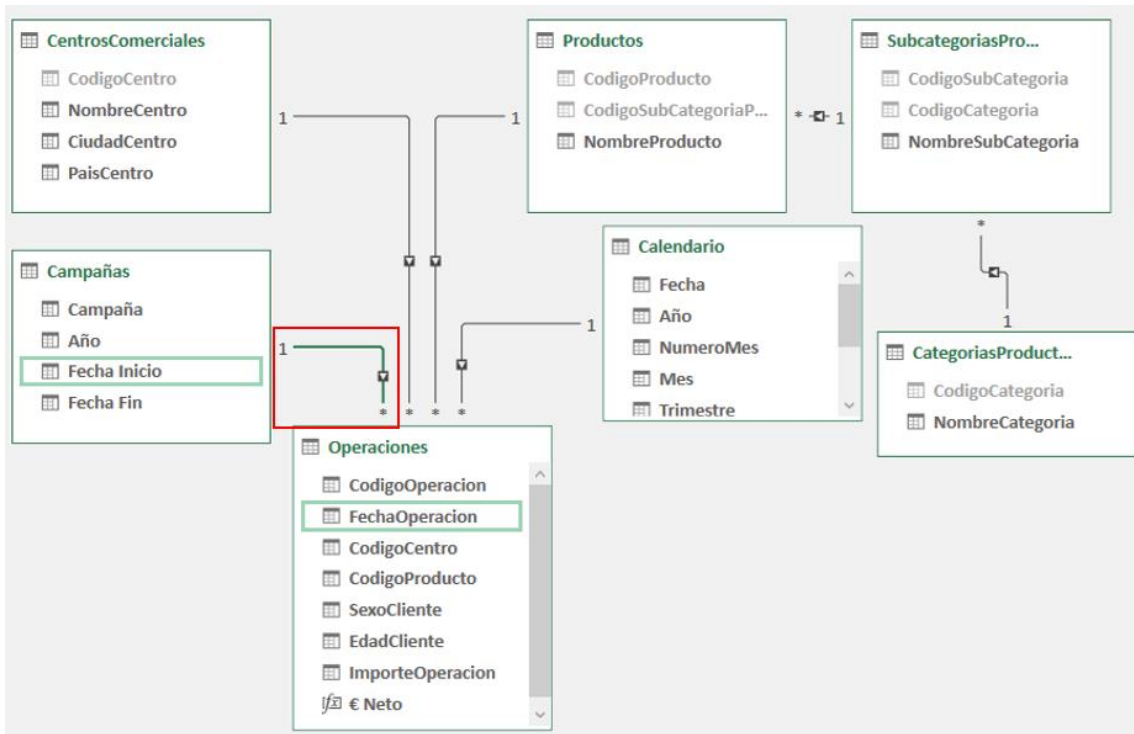 CentrosComerciales
CodigoCentro
NombreCentro
CiudadCentro
PaisCentro
1
Productos
CodigoProducto
CodigoSubCategoriaP...
NombreProducto
1
* 1
SubcategoriasPro...
CodigoSubCategoria
CodigoCategoria
NombreSubCategoria
*
1
Campañas
Campaña
Año
Fecha Inicio
Fecha Fin
1
Calendario
Fecha
Año
NumeroMes
Mes
Trimestre
1
CategoriasProduct...
CodigoCategoria
NombreCategoria
* * * *
Operaciones
CodigoOperacion
FechaOperacion
CodigoCentro
CodigoProducto
SexoCliente
EdadCliente
ImporteOperacion
fx € Neto